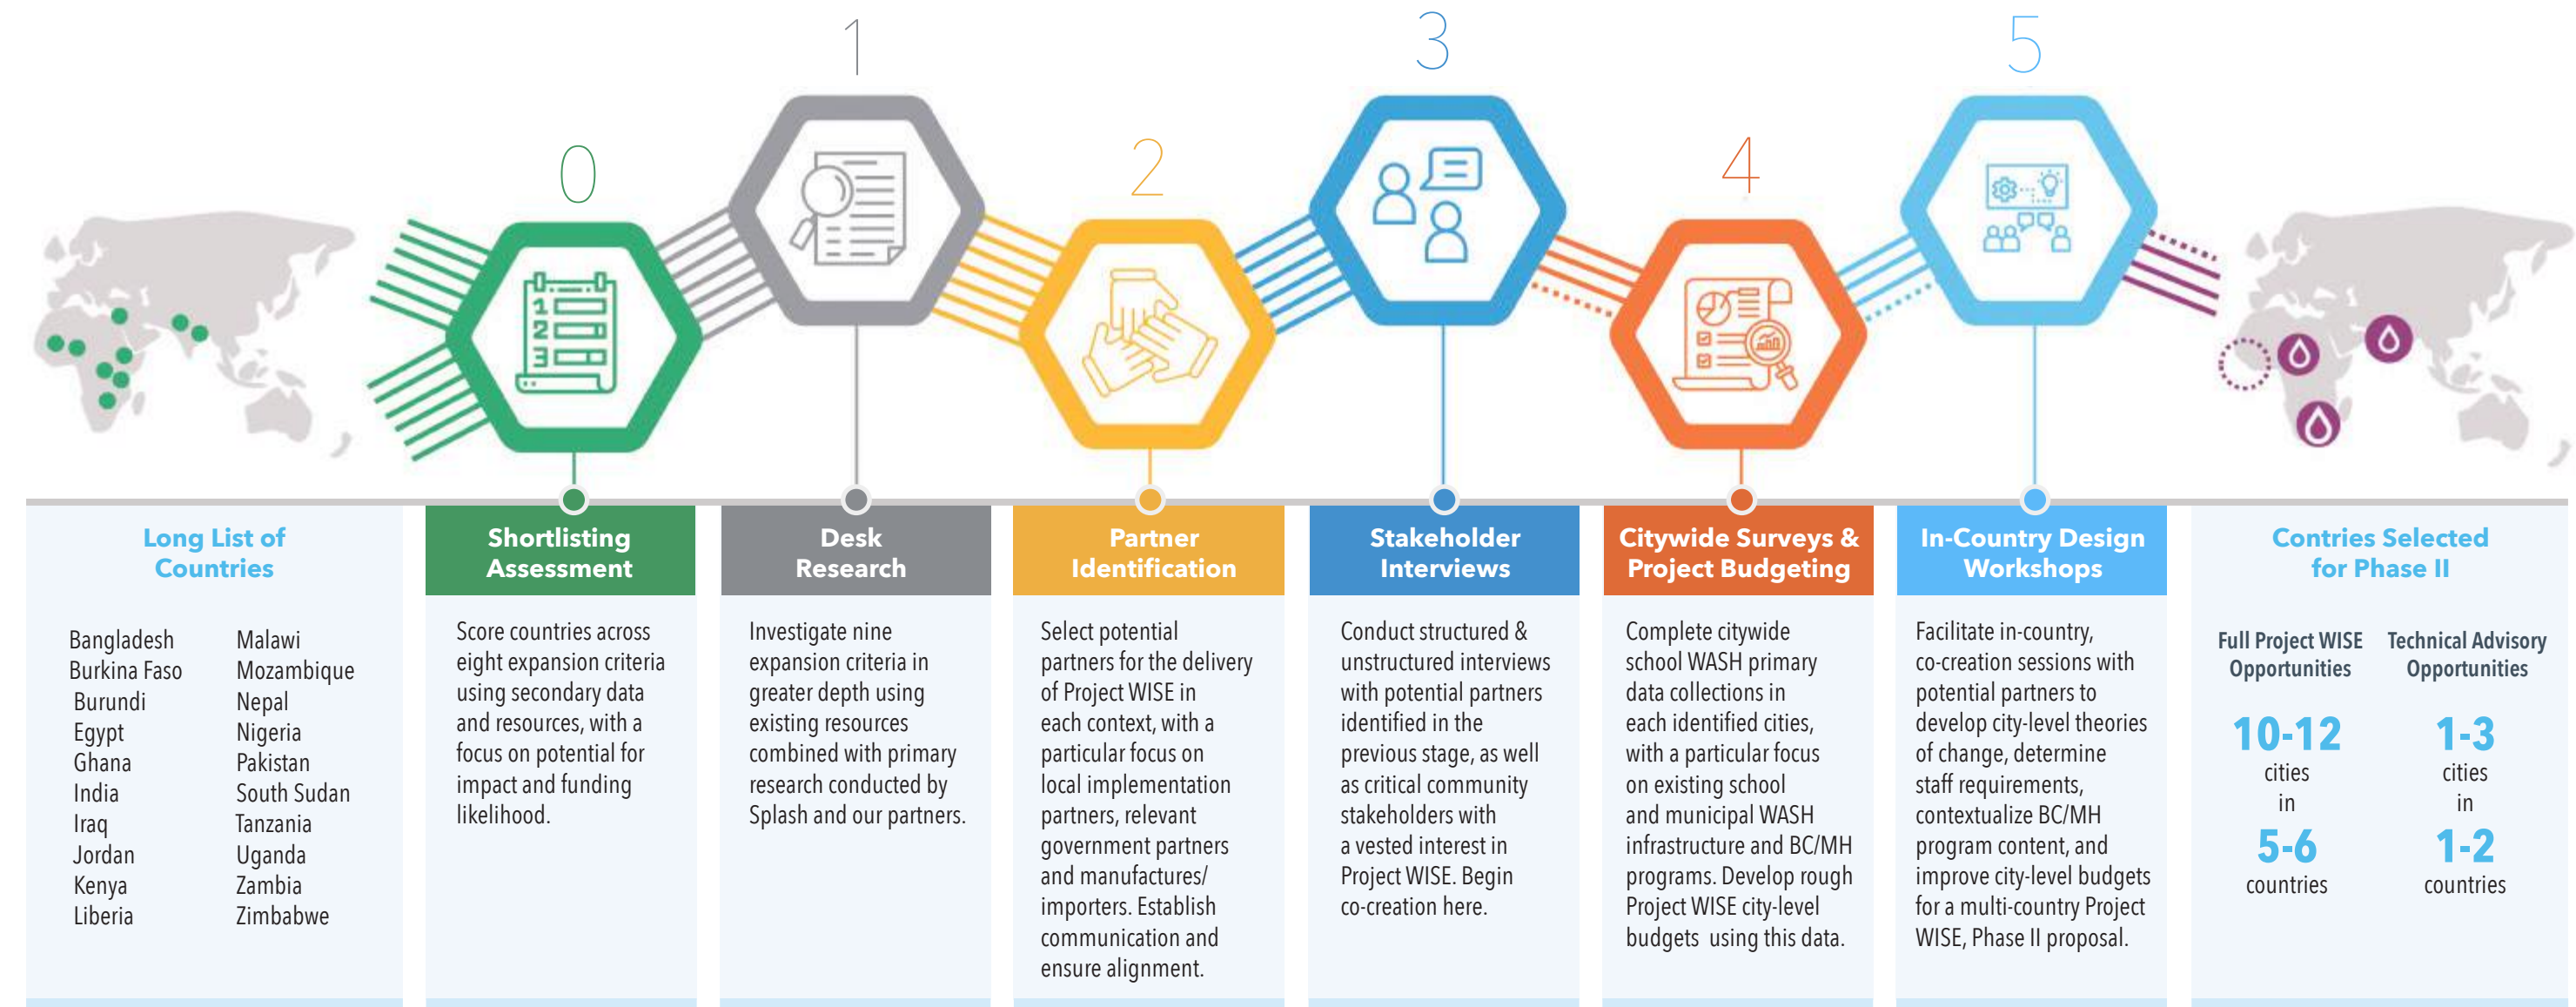 0
1
2
3
4
5
1
2
3
Long List of
Countries
Bangladesh
Burkina Faso
Burundi
Egypt
Ghana
India
Iraq
Jordan
Kenya
Liberia
Malawi
Mozambique
Nepal
Nigeria
Pakistan
South Sudan
Tanzania
Uganda
Zambia
Zimbabwe
Shortlisting
Assessment
Score countries across
eight expansion criteria
using secondary data
and resources, with a
focus on potential for
impact and funding
likelihood.
Desk
Research
Investigate nine
expansion criteria in
greater depth using
existing resources
combined with primary
research conducted by
Splash and our partners.
Partner
Identification
Select potential
partners for the delivery
of Project WISE in
each context, with a
particular focus on
local implementation
partners, relevant
government partners
and manufactures/
importers. Establish
communication and
ensure alignment.
Stakeholder
Interviews
Conduct structured &
unstructured interviews
with potential partners
identified in the
previous stage, as well
as critical community
stakeholders with
a vested interest in
Project WISE. Begin
co-creation here.
Citywide Surveys &
Project Budgeting
Complete citywide
school WASH primary
data collections in
each identified cities,
with a particular focus
on existing school
and municipal WASH
infrastructure and BC/MH
programs. Develop rough
Project WISE city-level
budgets using this data.
In-Country Design
Workshops
Facilitate in-country,
co-creation sessions with
potential partners to
develop city-level theories
of change, determine
staff requirements,
contextualize BC/MH
program content, and
improve city-level budgets
for a multi-country Project
WISE, Phase II proposal.
Contries Selected
for Phase II
Full Project WISE
Opportunities
10-12
cities
in
5-6
countries
Technical Advisory
Opportunities
1-3
cities
in
1-2
countries